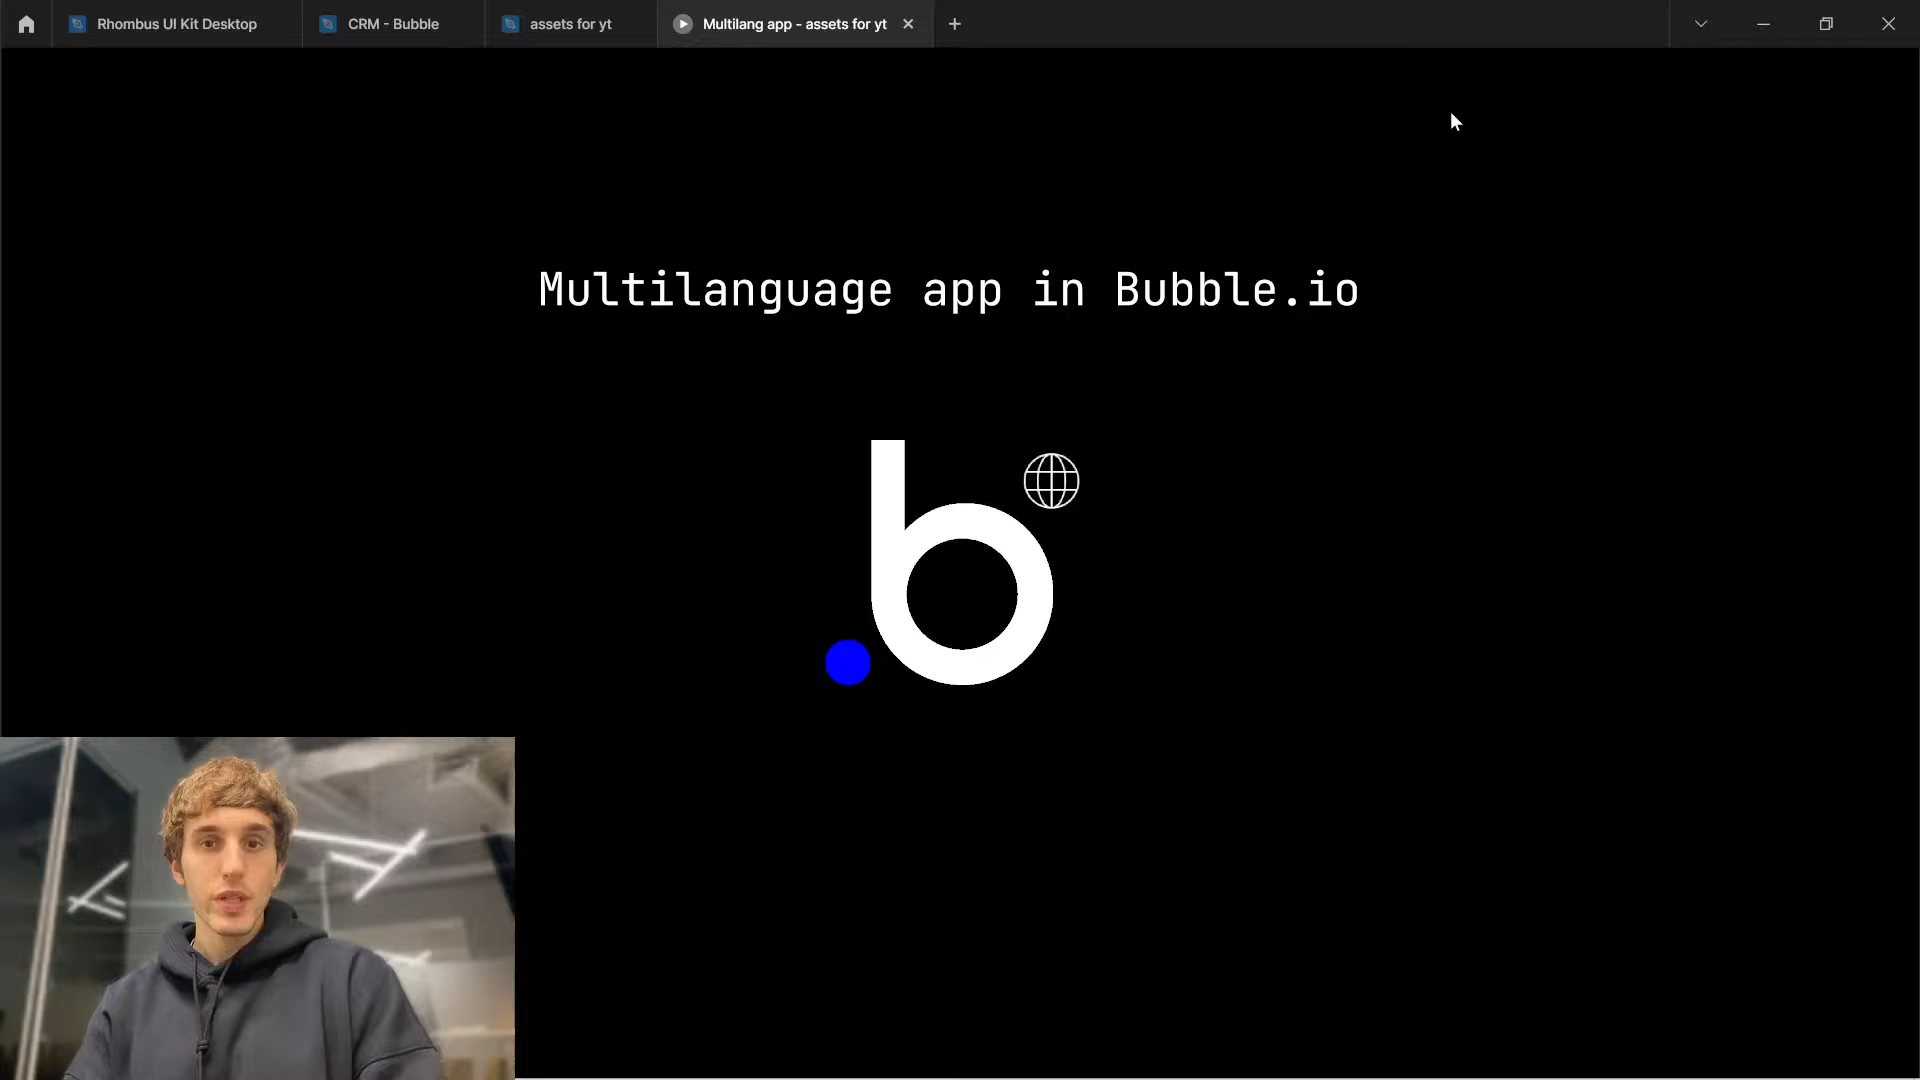 Rhombus UI Kit Desktop
CRM - Bubble
assets for yt
Multilang app - assets for yt
Multilanguage app in Bubble.io
b